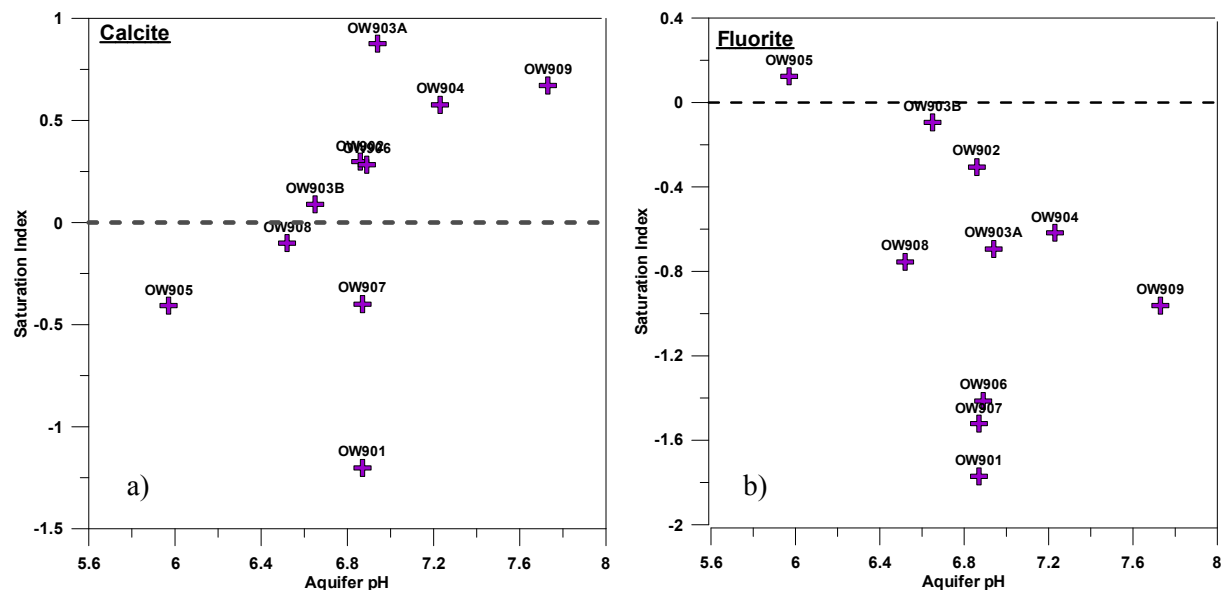 Calcite
1
0.5
0
-0.5
-1
-1.5
Saturation Index
OW903A
OW909
OW904
OW902
OW906
OW903B
OW908
OW905
OW907
OW901
a)
5.6 6 6.4 6.8 7.2 7.6 8
Aquifer pH
Fluorite
0.4
0
-0.4
-0.8
-1.2
-1.6
-2
Saturation Index
OW905
OW903B
OW902
OW904
OW903A
OW908
OW909
OW906
OW907
OW901
b)
5.6 6 6.4 6.8 7.2 7.6 8
Aquifer pH